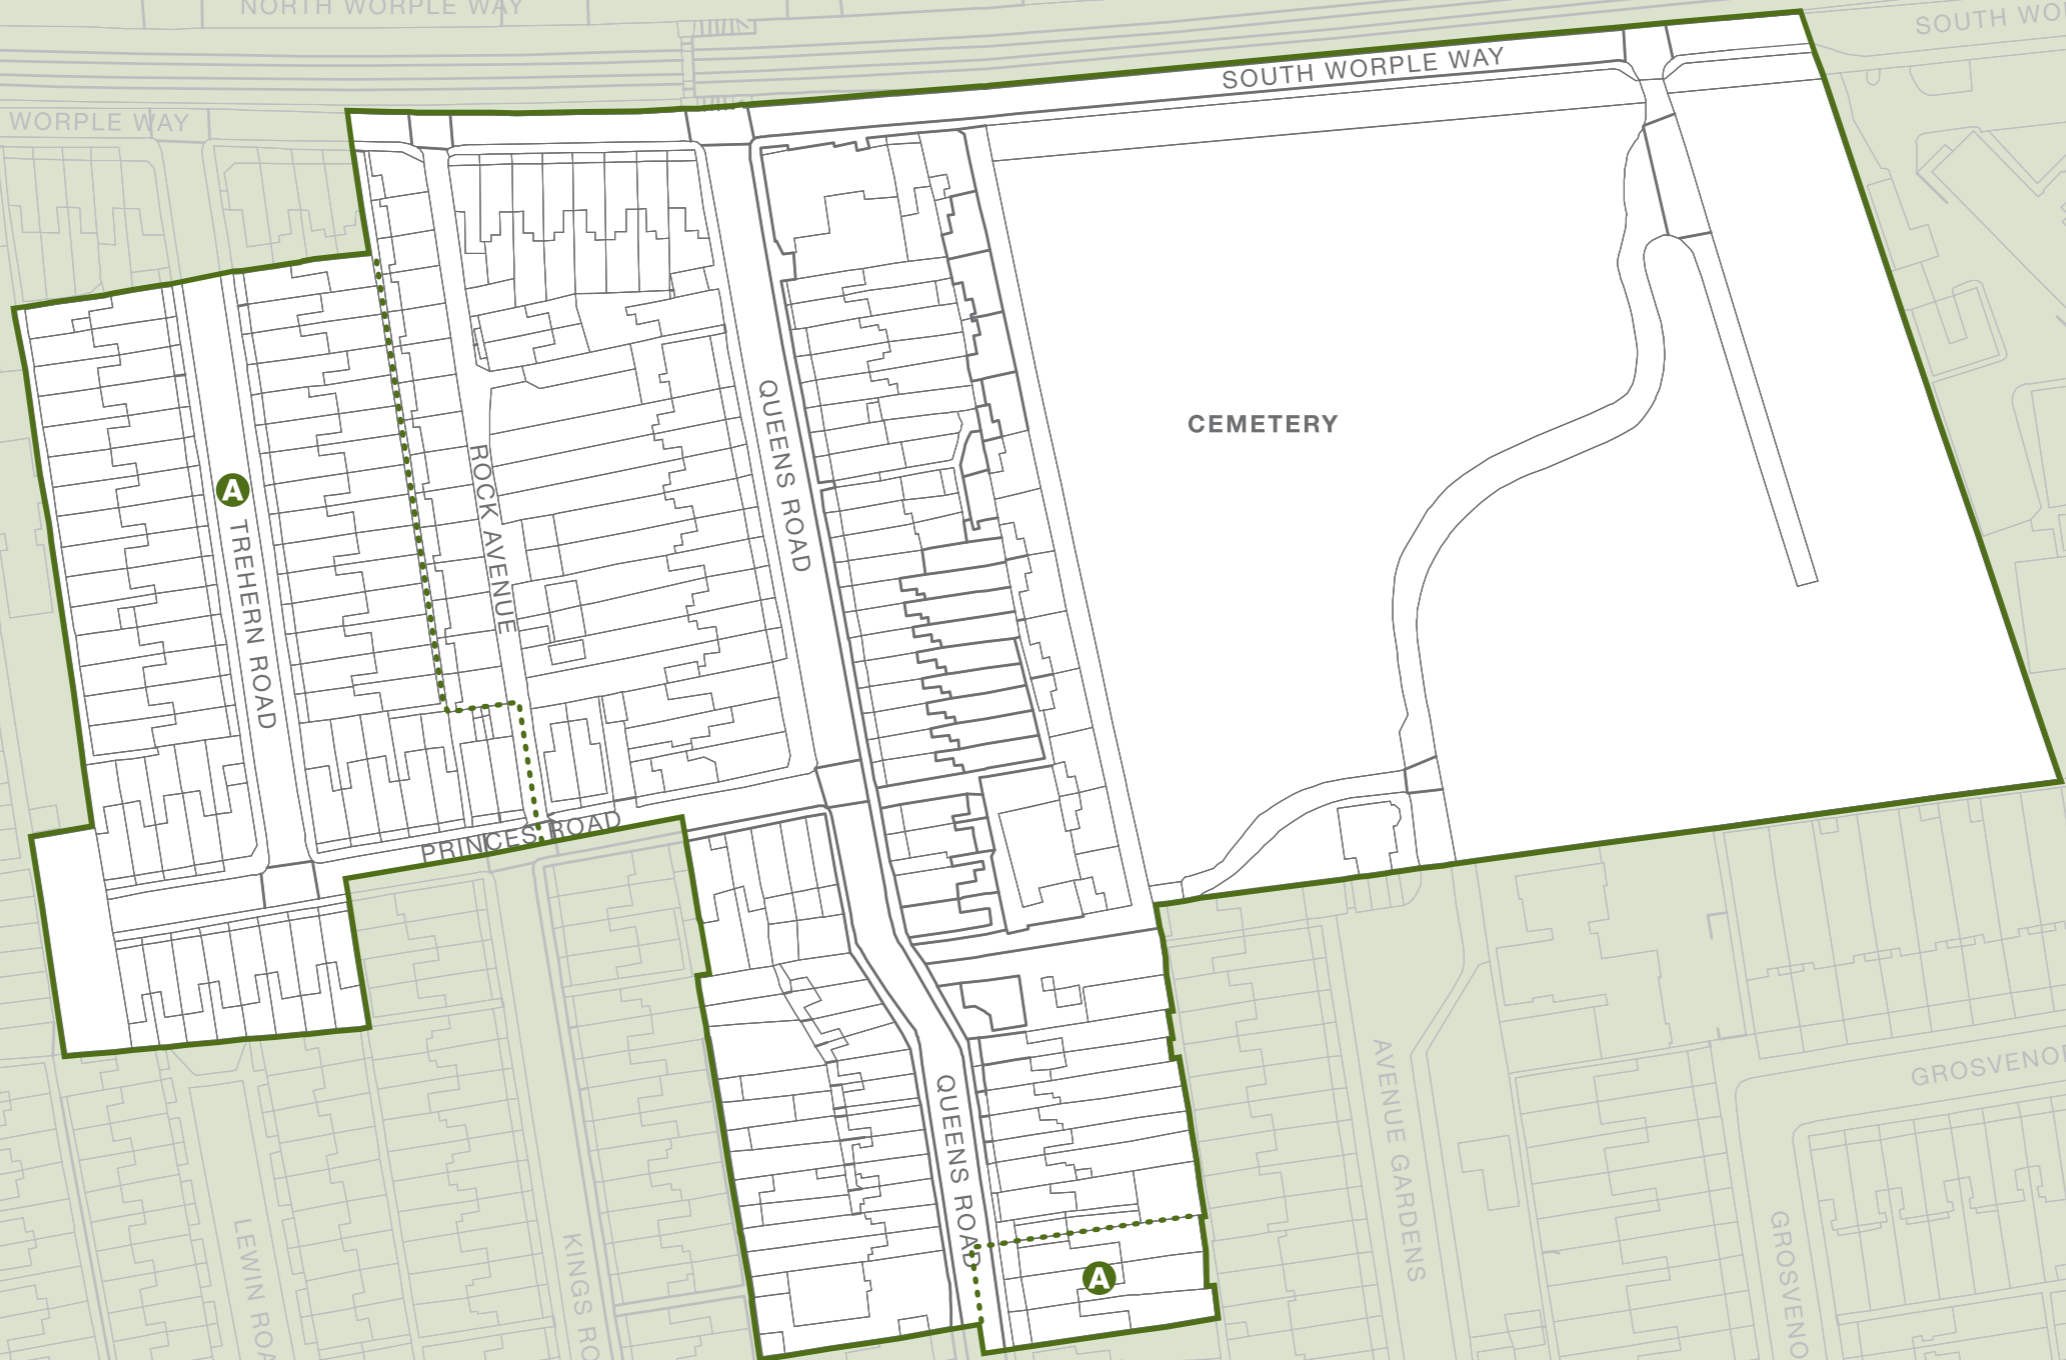 NORTH WORPLE WAY
SOUTH WO
SOUTH WORPLE WAY
WORPLE WAY
QUEENS ROAD
CEMETERY
ROCK AVENUE
A
TREHERN ROAD
PRINCES ROAD
AVENUE GARDENS
GROSVENOR
QUEENS ROAD
LEWIN ROA
KINGS RO
GROSVENO
A